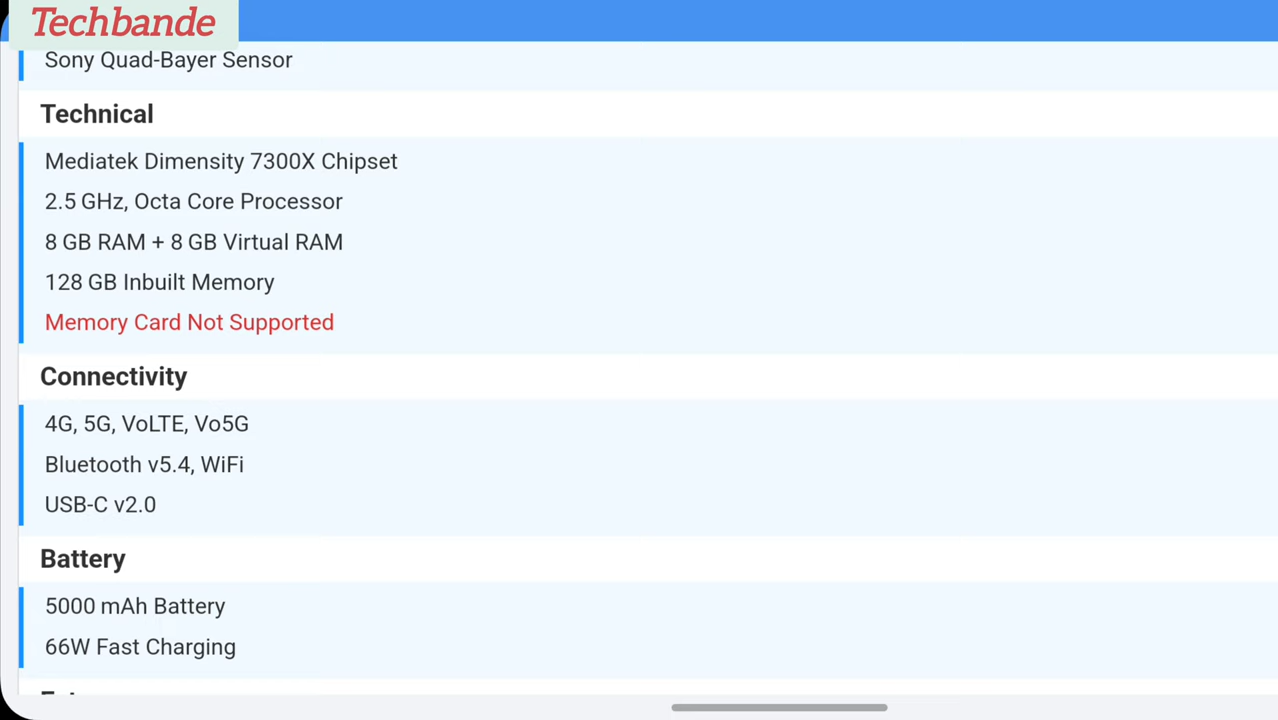 Techbande
Sony Quad-Bayer Sensor
Technical
Mediatek Dimensity 7300X Chipset
2.5 GHz, Octa Core Processor
8 GB RAM + 8 GB Virtual RAM
128 GB Inbuilt Memory
Memory Card Not Supported
Connectivity
4G, 5G, VoLTE, Vo5G
Bluetooth v5.4, WiFi
USB-C v2.0
Battery
5000 mAh Battery
66W Fast Charging